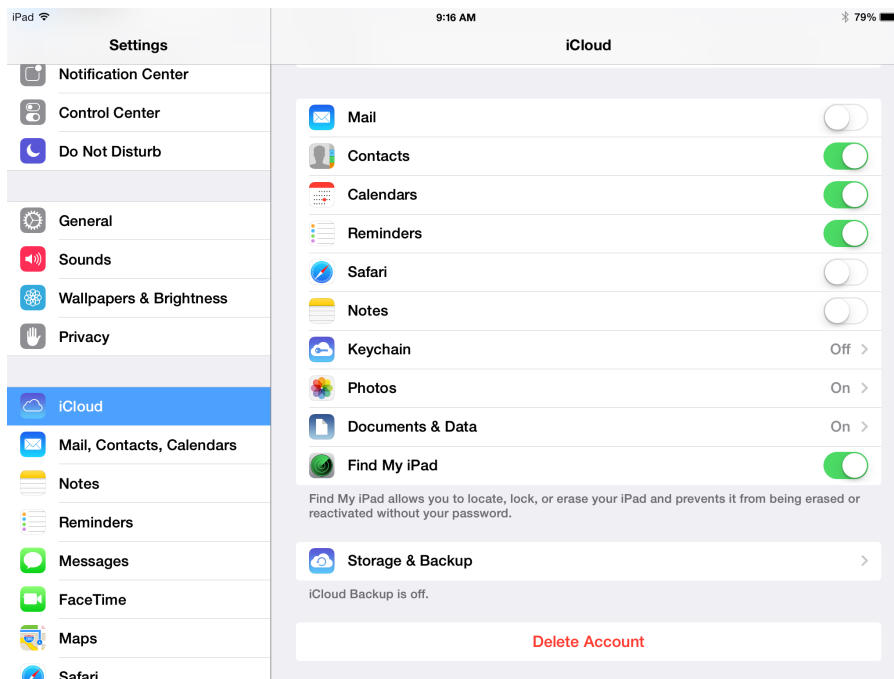 iPad
9:16 AM
79%
Settings
Notification Center
Control Center
Do Not Disturb
General
Sounds
Wallpapers & Brightness
Privacy
iCloud
Mail, Contacts, Calendars
Notes
Reminders
Messages
FaceTime
Maps
Safari
iCloud
Mail
Contacts
Calendars
Reminders
Safari
Notes
Keychain Off
Photos On
Documents & Data On
Find My iPad
Find My iPad allows you to locate, lock, or erase your iPad and prevents it from being erased or
reactivated without your password.
Storage & Backup
iCloud Backup is off.
Delete Account